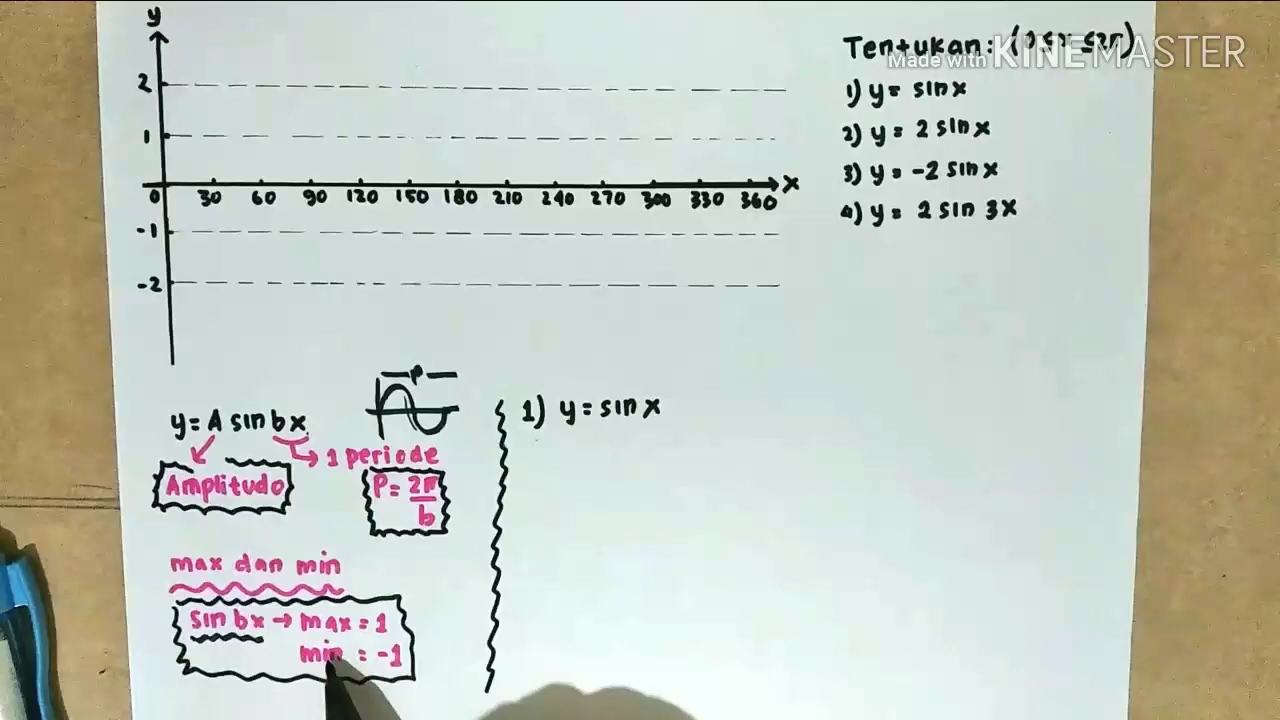 y
2
1
0 30 60 90 120 150 180 210 240 270 300 330 360 x
-1
-2
Tentukan:
Made with KINEMASTER
1) y = sin x
2) y = 2 sin x
3) y = -2 sin x
4) y = 2 sin 3x
P
y = A sin bx
1 periode
Amplitudo
P = 2π
b
max dan min
sin bx → max = 1
min = -1
1) y = sin x